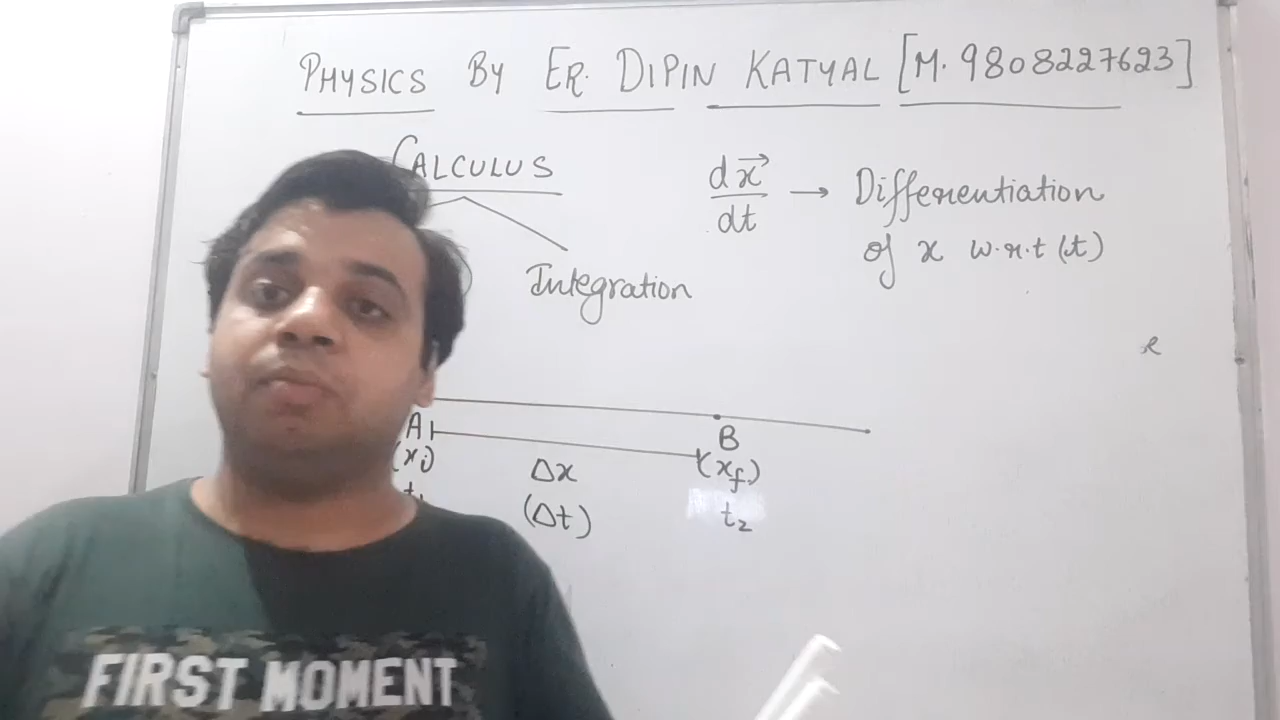 PHYSICS BY ER. DIPIN KATYAL [M. 9808227623]
CALCULUS
Integration
dx⃗/dt → Differentiation
of x w.r.t (t)
A B
(xi) Δx (xf)
(Δt) t₂
FIRST MOMENT